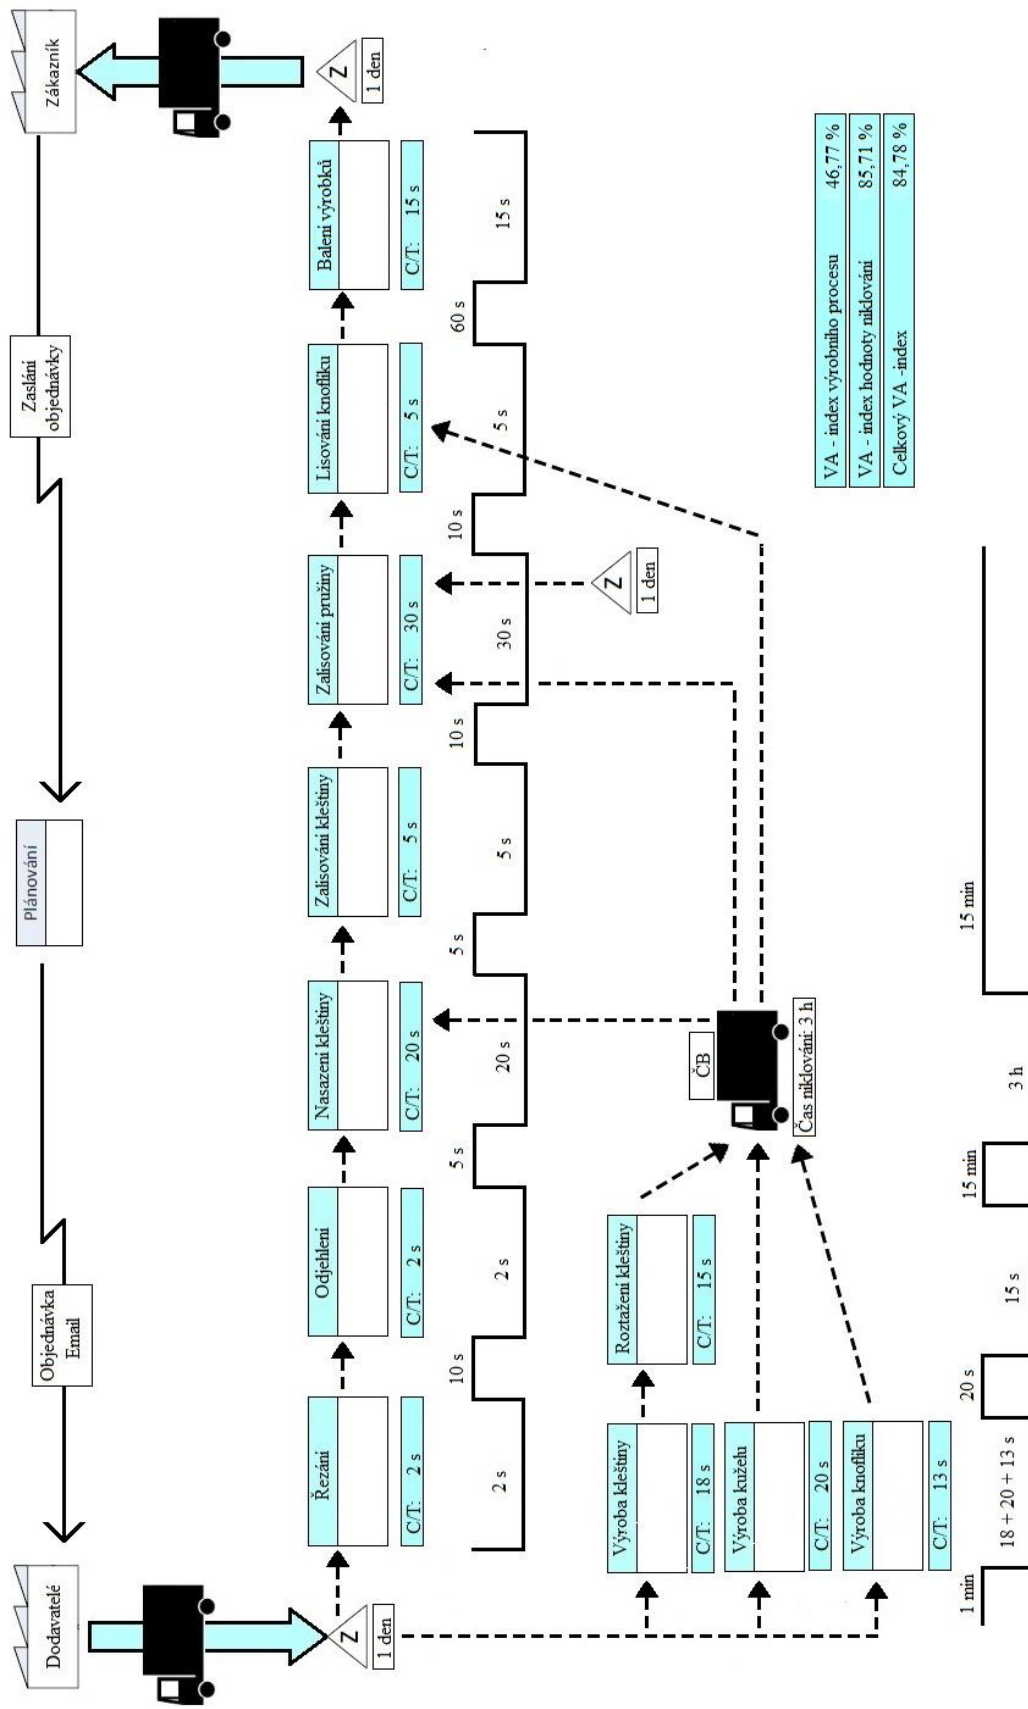 Dodavatelé
Objednávka
Email
Plánování
Zaslání
objednávky
Zákazník
Z
1 den
Řezání
C/T: 2 s
Odjehlení
C/T: 2 s
Nasazení kleštiny
C/T: 20 s
Zalisování kleštiny
C/T: 5 s
Zalisování pružiny
C/T: 30 s
Lisování knoflíku
C/T: 5 s
Balení výrobků
C/T: 15 s
Z
1 den
2 s
10 s
2 s
5 s
20 s
5 s
5 s
10 s
30 s
10 s
5 s
60 s
15 s
Z
1 den
Výroba kleštiny
C/T: 18 s
Roztažení kleštiny
C/T: 15 s
Výroba kuželu
C/T: 20 s
Výroba knoflíku
C/T: 13 s
ČB
Čas niklování: 3 h
1 min
18 + 20 + 13 s
20 s
15 s
15 min
3 h
15 min
VA - index výrobního procesu 46,77 %
VA - index hodnoty niklování 85,71 %
Celkový VA -index 84,78 %